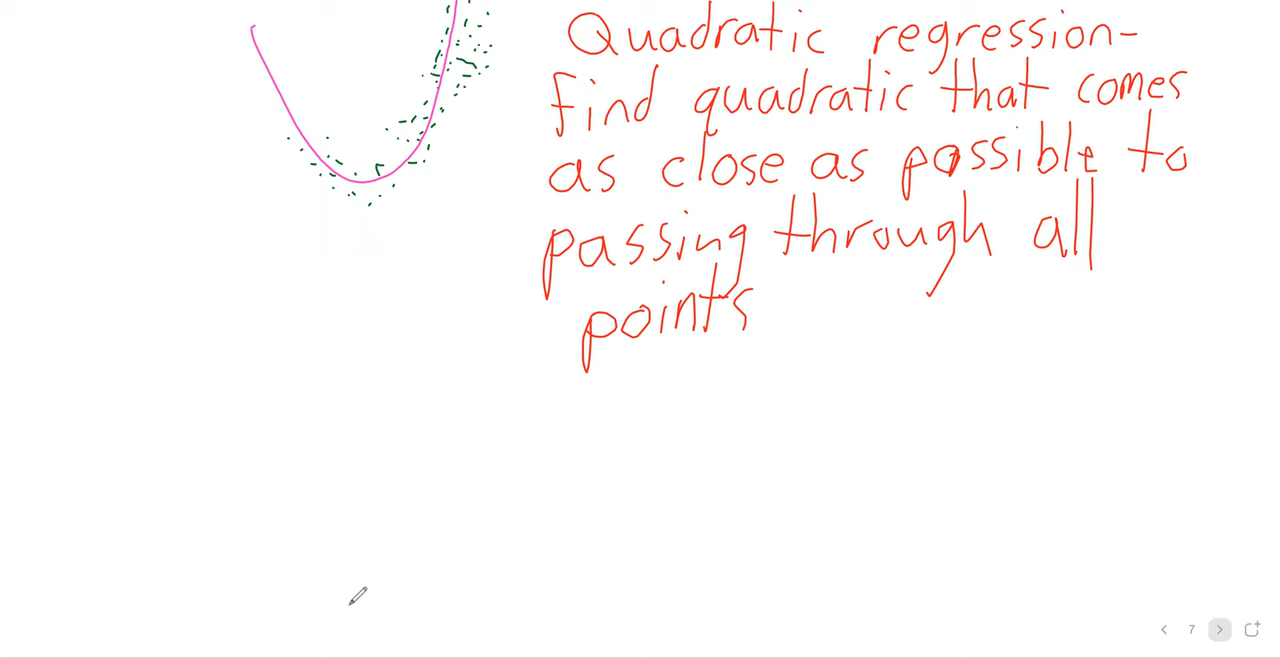 Quadratic regression-
find quadratic that comes
as close as possible to
passing through all
points
7